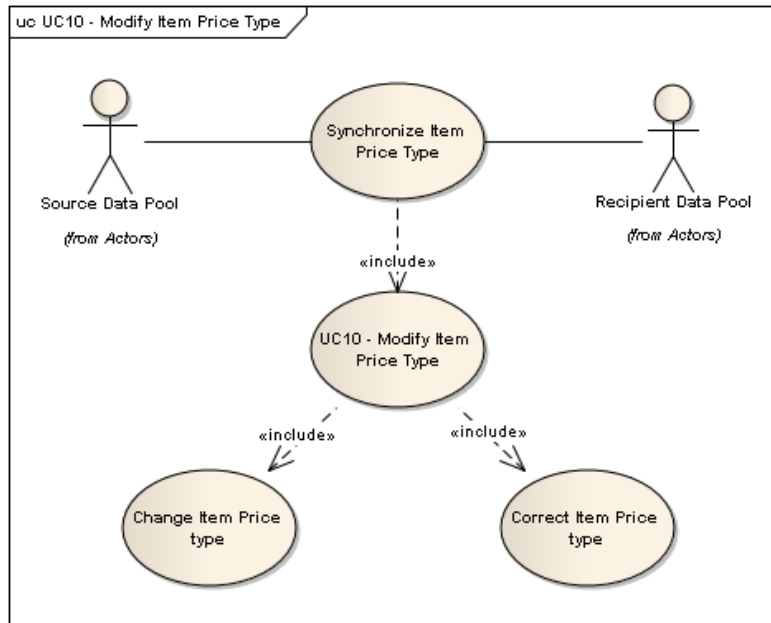 uc UC10 - Modify Item Price Type
Synchronize Item
Price Type
Source Data Pool
(from Actors)
Recipient Data Pool
(from Actors)
«include»
UC10 - Modify Item
Price Type
«include»
«include»
Change Item Price
type
Correct Item Price
type